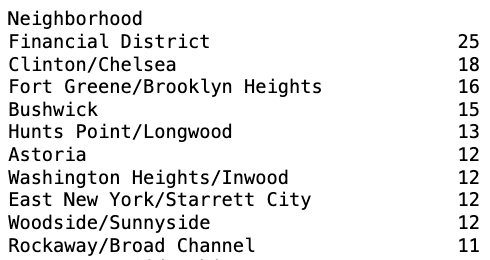 Neighborhood
Financial District 25
Clinton/Chelsea 18
Fort Greene/Brooklyn Heights 16
Bushwick 15
Hunts Point/Longwood 13
Astoria 12
Washington Heights/Inwood 12
East New York/Starrett City 12
Woodside/Sunnyside 12
Rockaway/Broad Channel 11